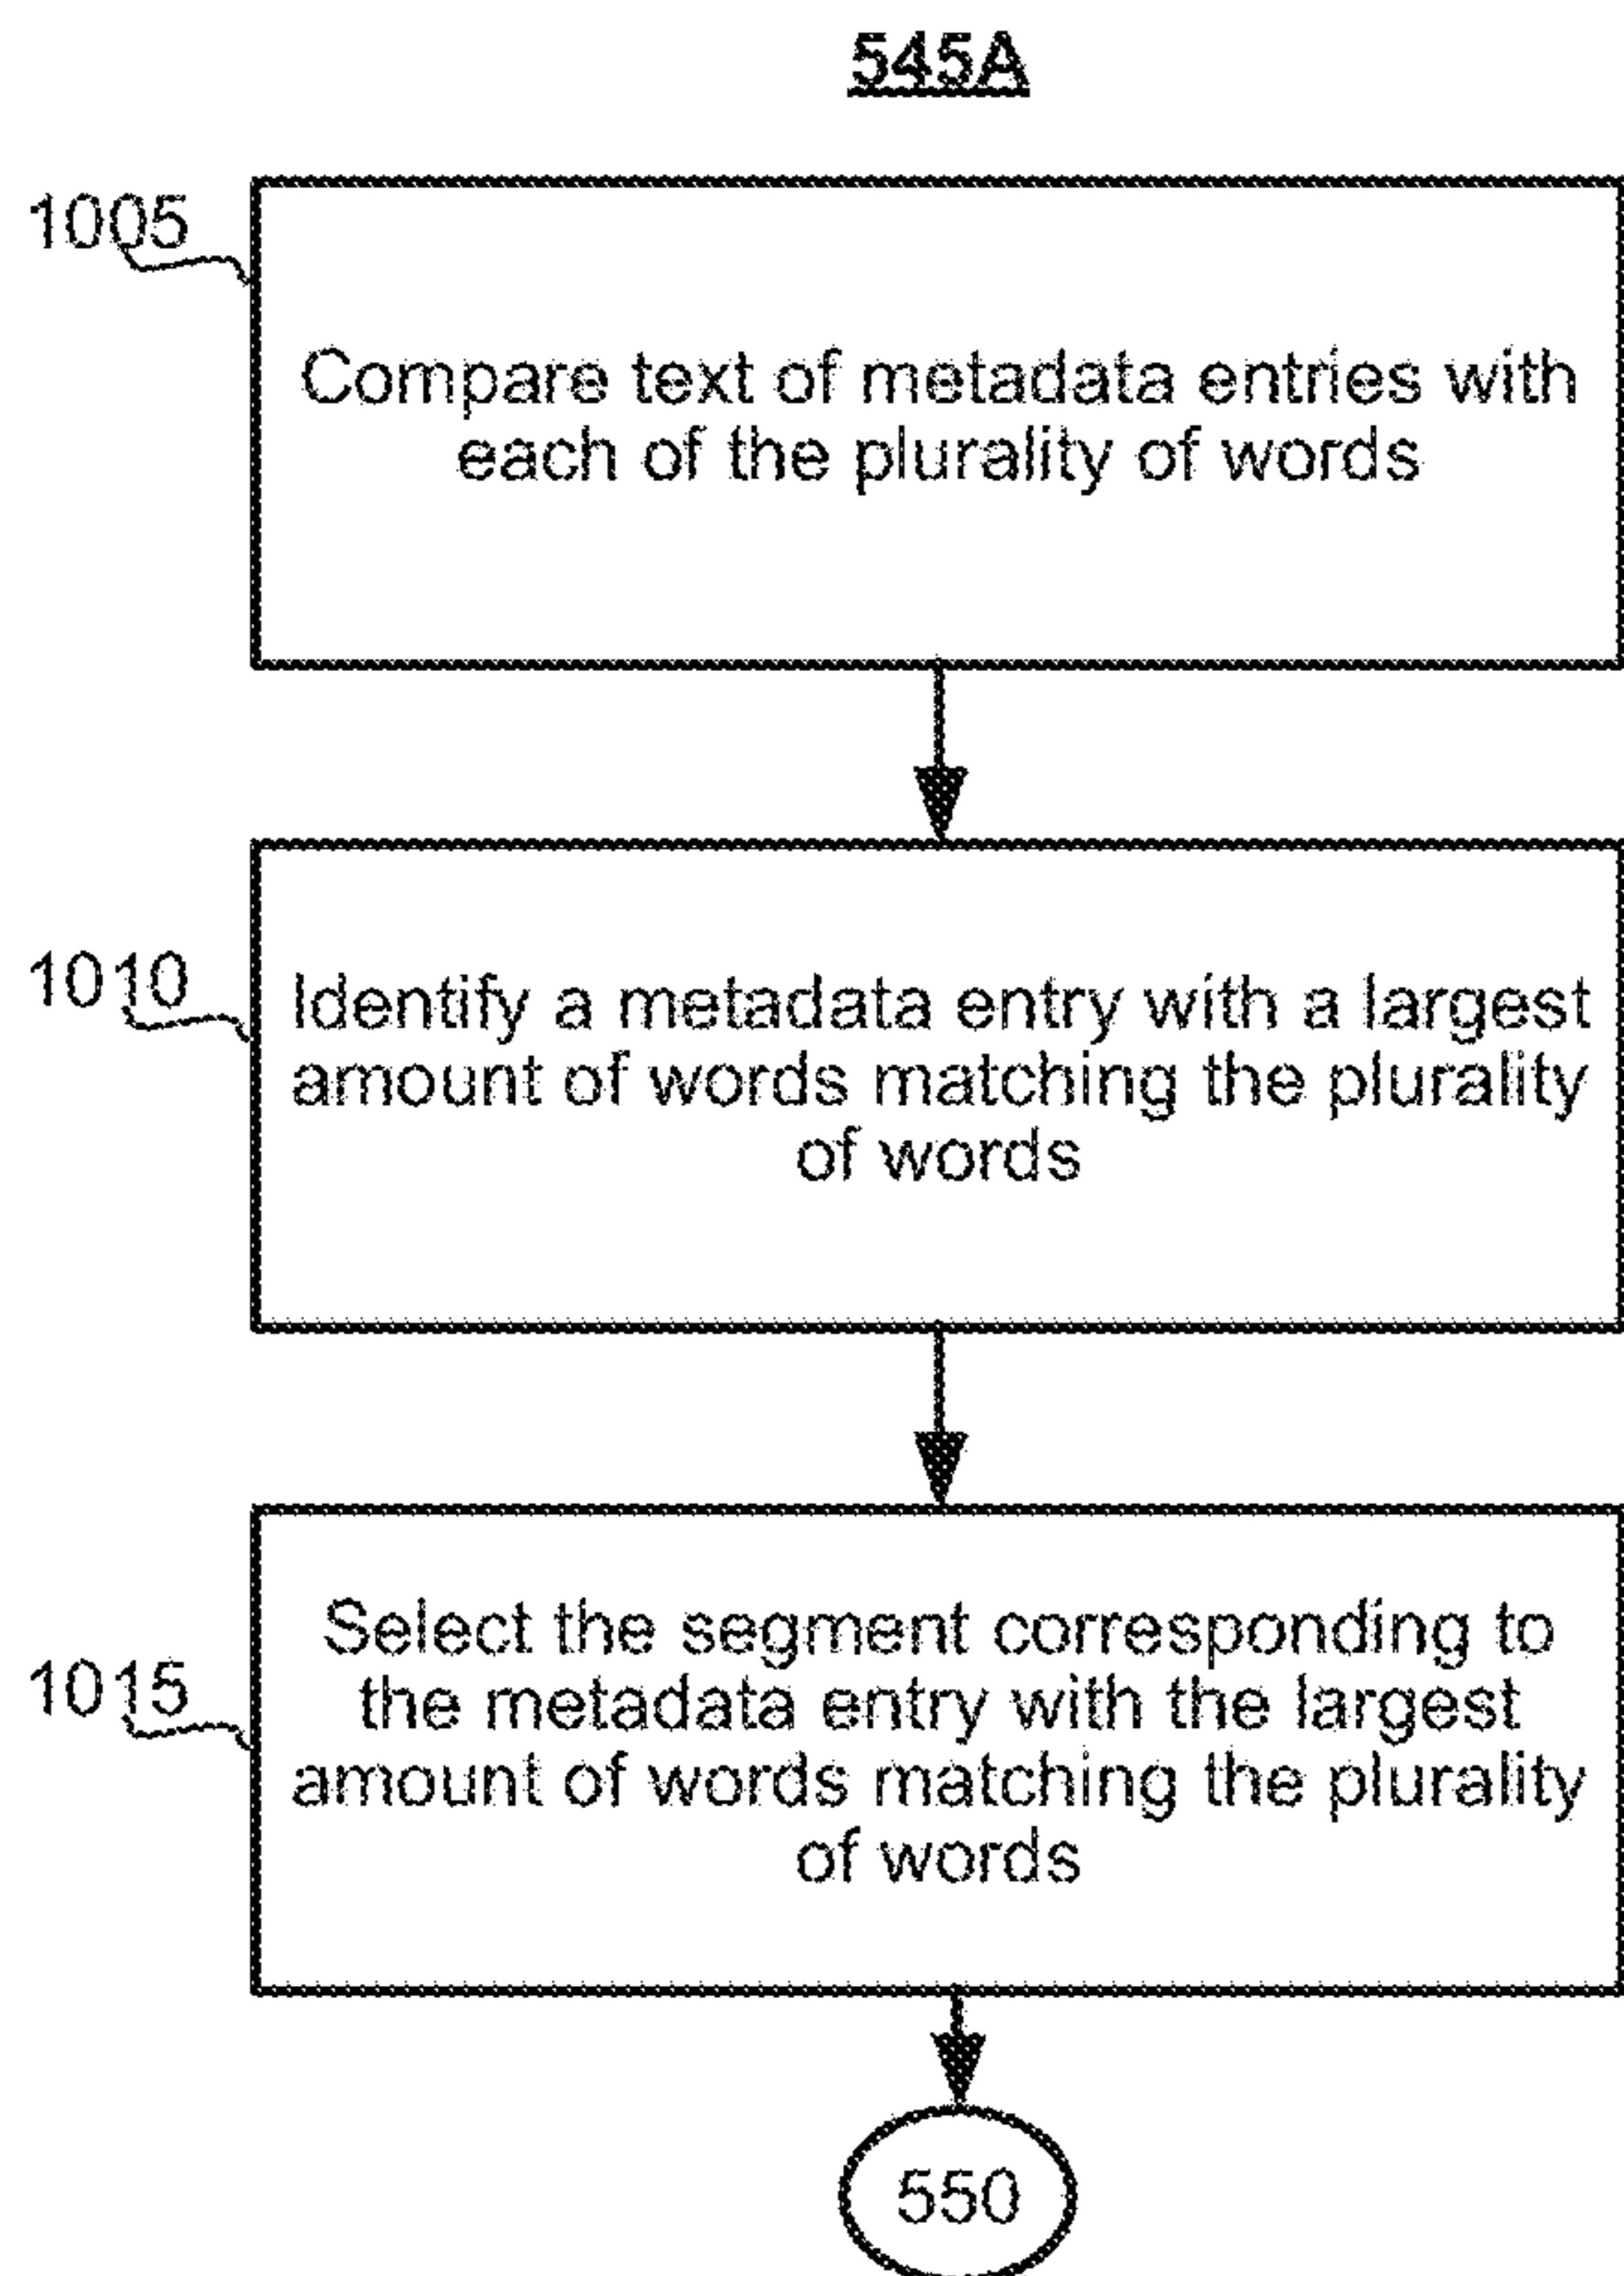 545A
1005
Compare text of metadata entries with
each of the plurality of words
1010
Identify a metadata entry with a largest
amount of words matching the plurality
of words
1015
Select the segment corresponding to
the metadata entry with the largest
amount of words matching the plurality
of words
550